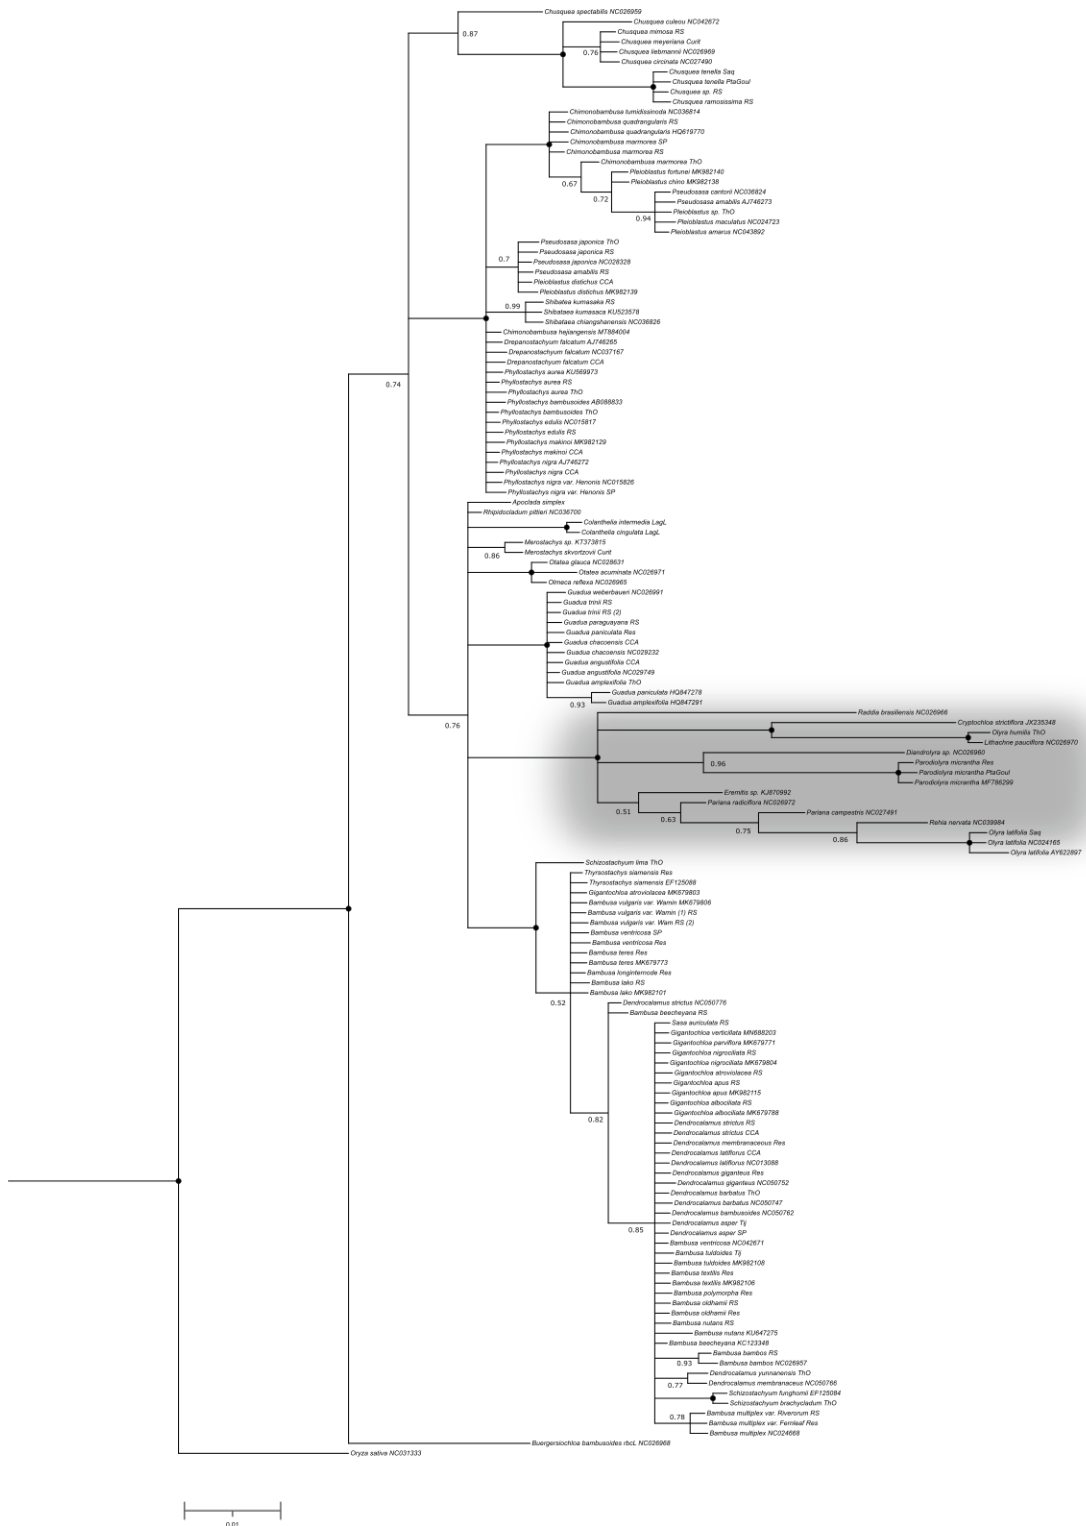 Chusquea spectabilis NC026959
0.87
Chusquea culeou NC042672
Chusquea mimosa RS
Chusquea meyeriana Curit
0.76
Chusquea liebmannii NC026969
Chusquea circinata NC027490
Chusquea tenella Saq
Chusquea tenella PtaGoul
Chusquea sp. RS
Chusquea ramosissima RS
Chimonobambusa tumidissinoda NC036814
Chimonobambusa quadrangularis RS
Chimonobambusa quadrangularis HQ619770
Chimonobambusa marmorea SP
Chimonobambusa marmorea RS
Chimonobambusa marmorea ThO
0.67
Pleioblastus fortunei MK982140
Pleioblastus chino MK982138
0.72
Pseudosasa cantorii NC036824
Pseudosasa amabilis AJ746273
Pleioblastus sp. ThO
0.94
Pleioblastus maculatus NC024723
Pleioblastus amarus NC043892
Pseudosasa japonica ThO
Pseudosasa japonica RS
0.7
Pseudosasa japonica NC028328
Pseudosasa amabilis RS
Pleioblastus distichus CCA
Pleioblastus distichus MK982139
0.99
Shibatea kumasaka RS
Shibataea kumasaca KU523578
Shibataea chiangshanensis NC036826
Chimonobambusa hejiangensis MT884004
Drepanostachyum falcatum AJ746265
Drepanostachyum falcatum NC037167
Drepanostachyum falcatum CCA
Phyllostachys aurea KU569973
0.74
Phyllostachys aurea RS
Phyllostachys aurea ThO
Phyllostachys bambusoides AB088833
Phyllostachys bambusoides ThO
Phyllostachys edulis NC015817
Phyllostachys edulis RS
Phyllostachys makinoi MK982129
Phyllostachys makinoi CCA
Phyllostachys nigra AJ746272
Phyllostachys nigra CCA
Phyllostachys nigra var. Henonis NC015826
Phyllostachys nigra var. Henonis SP
Apoclada simplex
Rhipidocladum pittieri NC036700
Colanthelia intermedia LagL
Colanthelia cingulata LagL
Merostachys sp. KT373815
0.86
Merostachys skvortzovii Curit
Otatea glauca NC028631
Otatea acuminata NC026971
Olmeca reflexa NC026965
Guadua weberbaueri NC026991
Guadua trinii RS
Guadua trinii RS (2)
Guadua paraguayana RS
Guadua paniculata Res
Guadua chacoensis CCA
Guadua chacoensis NC029232
Guadua angustifolia CCA
Guadua angustifolia NC029749
Guadua amplexifolia ThO
Guadua paniculata HQ847278
0.93
Guadua amplexifolia HQ847291
0.76
Raddia brasiliensis NC026966
Cryptochloa strictiflora JX235348
Olyra humilis ThO
Lithachne pauciflora NC026970
Diandrolyra sp. NC026960
0.96
Parodiolyra micrantha Res
Parodiolyra micrantha PtaGoul
Parodiolyra micrantha MF786299
Eremitis sp. KJ870992
0.51
Pariana radiciflora NC026972
0.63
Pariana campestris NC027491
0.75
Rehia nervata NC039984
0.86
Olyra latifolia Saq
Olyra latifolia NC024165
Olyra latifolia AY622897
Schizostachyum lima ThO
Thyrsostachys siamensis Res
Thyrsostachys siamensis EF125088
Gigantochloa atroviolacea MK679803
Bambusa vulgaris var. Wamin MK679806
Bambusa vulgaris var. Wamin (1) RS
Bambusa vulgaris var. Wam RS (2)
Bambusa ventricosa SP
Bambusa ventricosa Res
Bambusa teres Res
Bambusa teres MK679773
Bambusa longinternode Res
Bambusa lako RS
Bambusa lako MK982101
0.52
Dendrocalamus strictus NC050776
Bambusa beecheyana RS
Sasa auriculata RS
Gigantochloa verticillata MN688203
Gigantochloa parviflora MK679771
Gigantochloa nigrociliata RS
Gigantochloa nigrociliata MK679804
Gigantochloa atroviolacea RS
Gigantochloa apus RS
Gigantochloa apus MK982115
Gigantochloa albociliata RS
Gigantochloa albociliata MK679788
0.82
Dendrocalamus strictus RS
Dendrocalamus strictus CCA
Dendrocalamus membranaceous Res
Dendrocalamus latiflorus CCA
Dendrocalamus latiflorus NC013088
Dendrocalamus giganteus Res
Dendrocalamus giganteus NC050752
Dendrocalamus barbatus ThO
Dendrocalamus barbatus NC050747
Dendrocalamus bambusoides NC050762
Dendrocalamus asper Tij
0.85
Dendrocalamus asper SP
Bambusa ventricosa NC042671
Bambusa tuldoides Tij
Bambusa tuldoides MK982108
Bambusa textilis Res
Bambusa textilis MK982106
Bambusa polymorpha Res
Bambusa oldhamii RS
Bambusa oldhamii Res
Bambusa nutans RS
Bambusa nutans KU647275
Bambusa beecheyana KC123348
Bambusa bambos RS
0.93
Bambusa bambos NC026957
Dendrocalamus yunnanensis ThO
0.77
Dendrocalamus membranaceus NC050766
Schizostachyum funghomii EF125084
Schizostachyum brachycladum ThO
Bambusa multiplex var. Riverorum RS
0.78
Bambusa multiplex var. Fernleaf Res
Bambusa multiplex NC024668
Buergersiochloa bambusoides rbcL NC026968
Oryza sativa NC031333
0.01